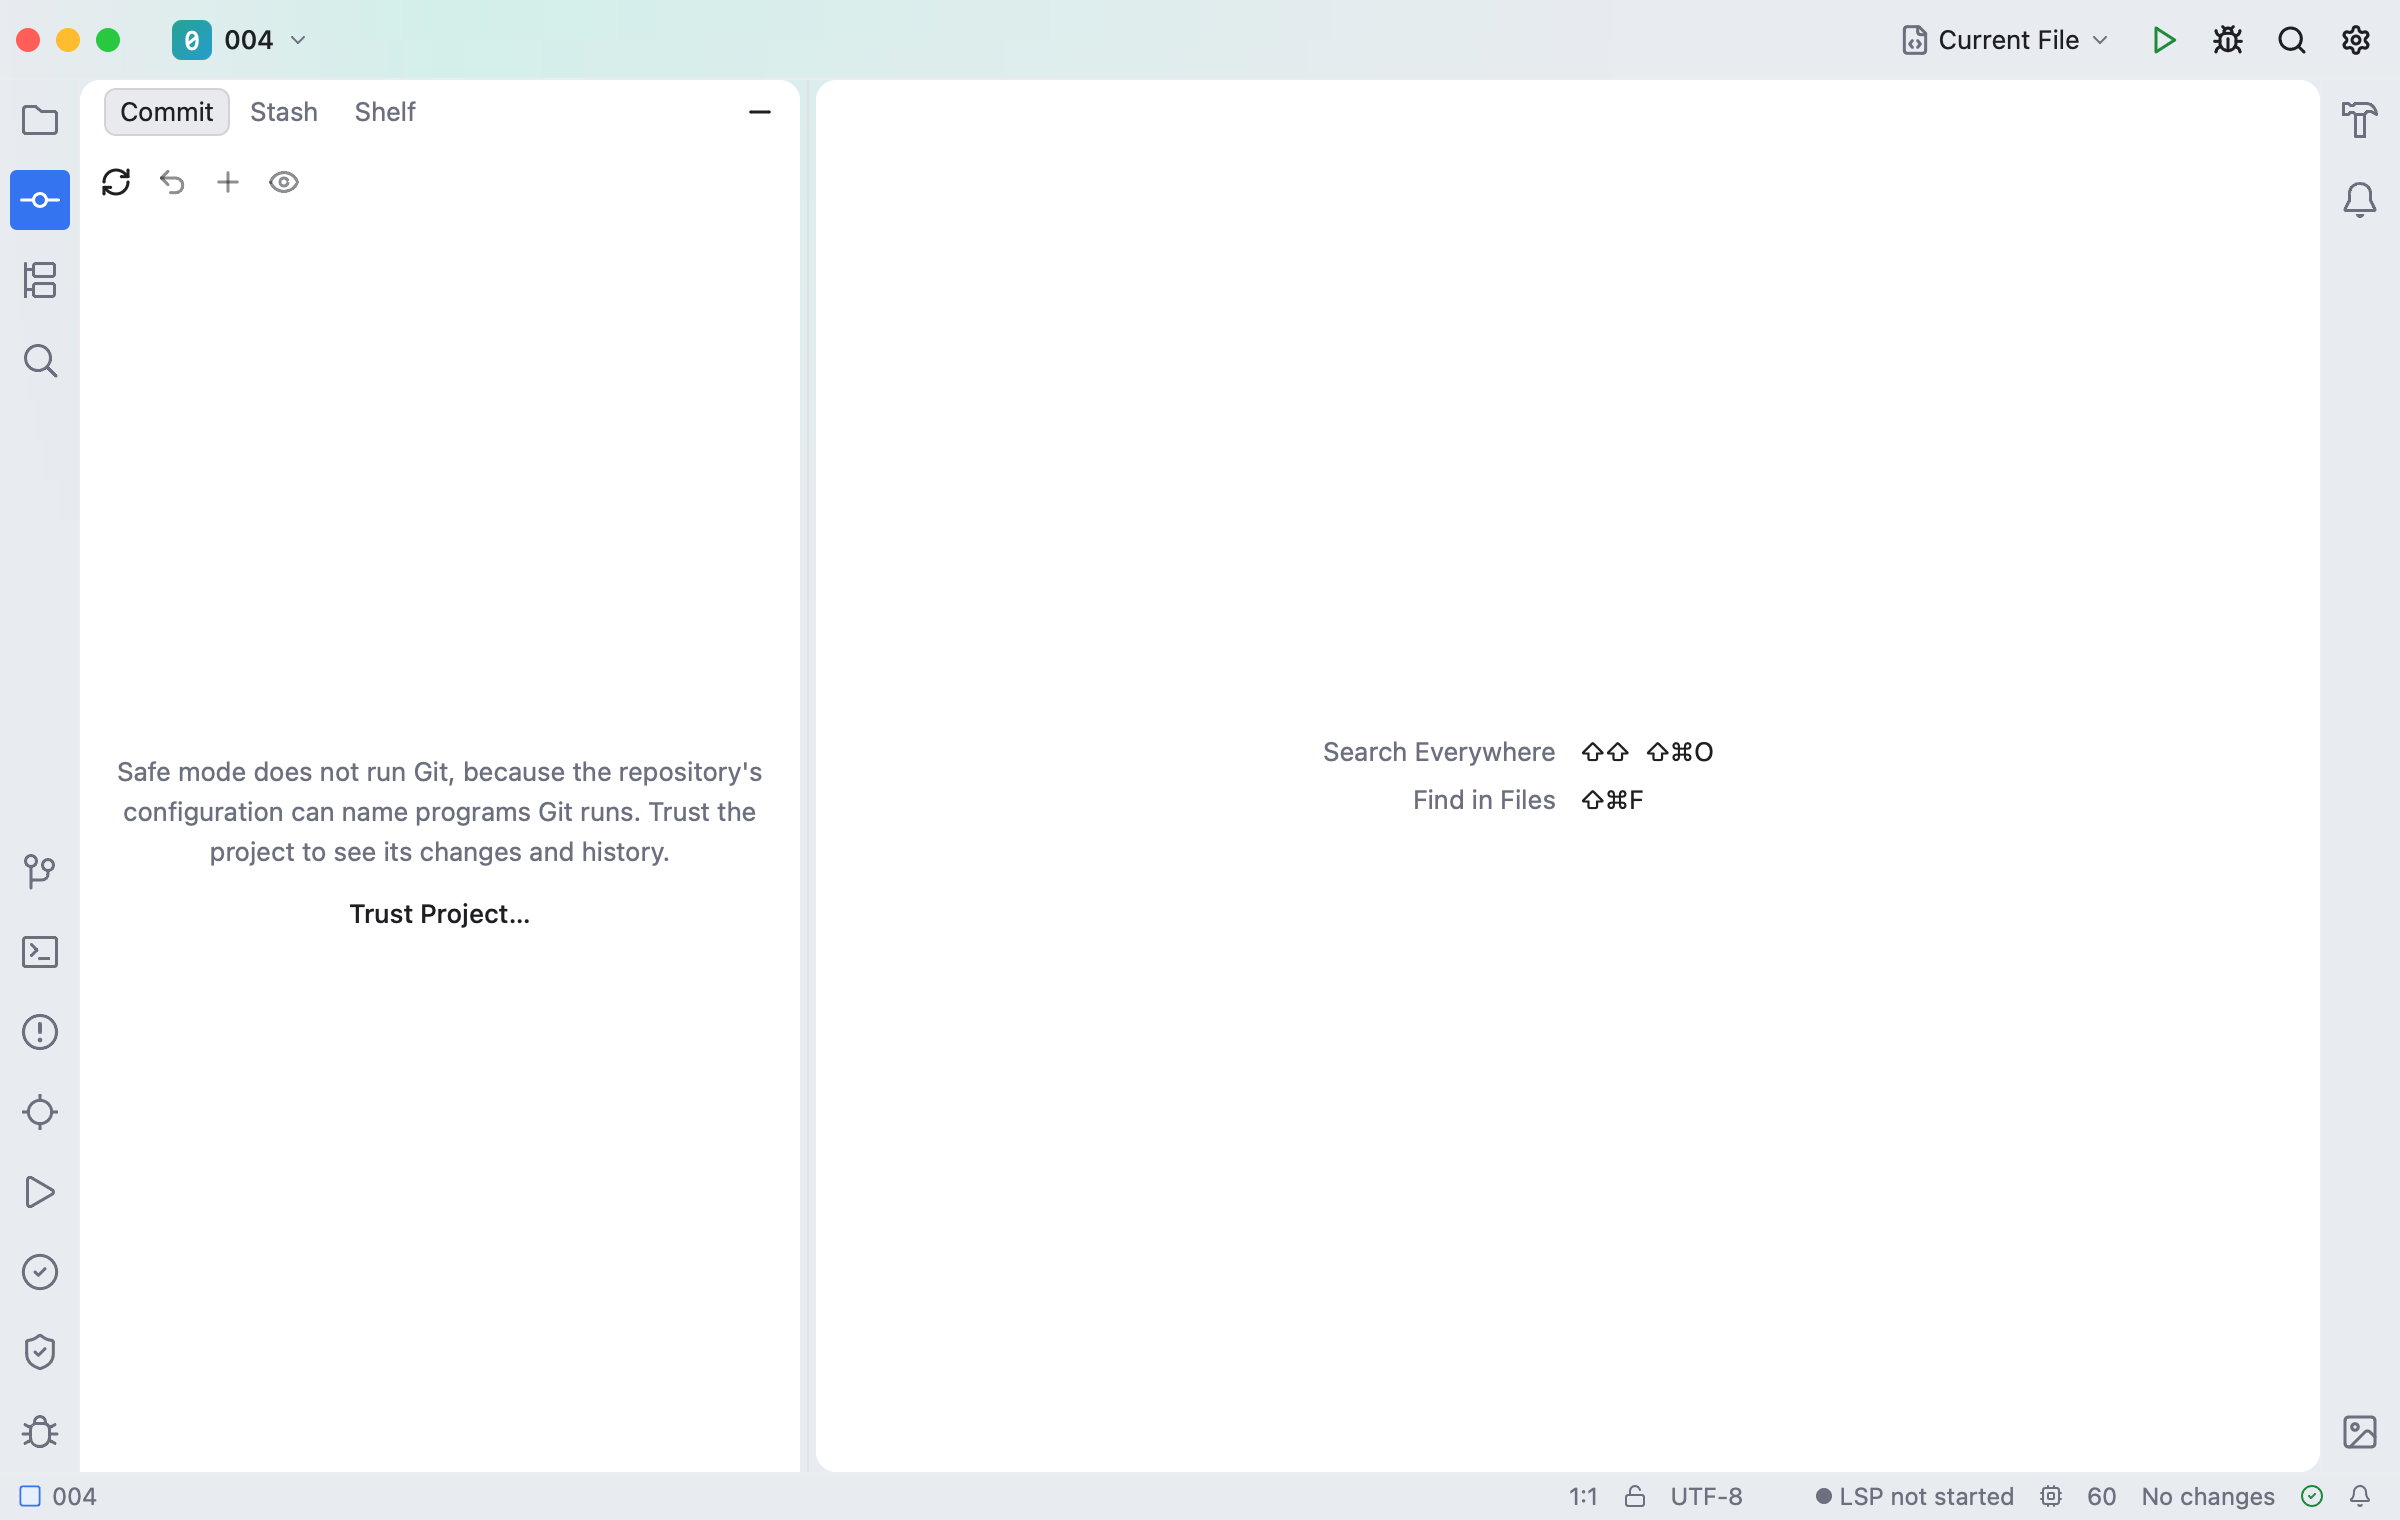 0 004
Current File
Commit Stash Shelf
Safe mode does not run Git, because the repository's
configuration can name programs Git runs. Trust the
project to see its changes and history.
Trust Project...
Search Everywhere ⇧⇧ ⇧⌘O
Find in Files ⇧⌘F
004
1:1 UTF-8 LSP not started 60 No changes